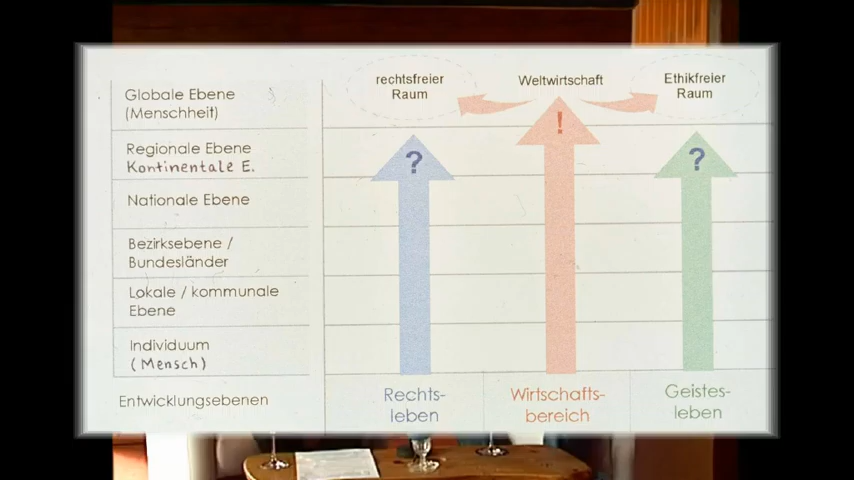 Globale Ebene
(Menschheit)
rechtsfreier
Raum
Weltwirtschaft
Ethikfreier
Raum
Regionale Ebene
Kontinentale E.
?
!
?
Nationale Ebene
Bezirksebene /
Bundesländer
Lokale / kommunale
Ebene
Individuum
(Mensch)
Entwicklungsebenen
Rechts-
leben
Wirtschafts-
bereich
Geistes-
leben